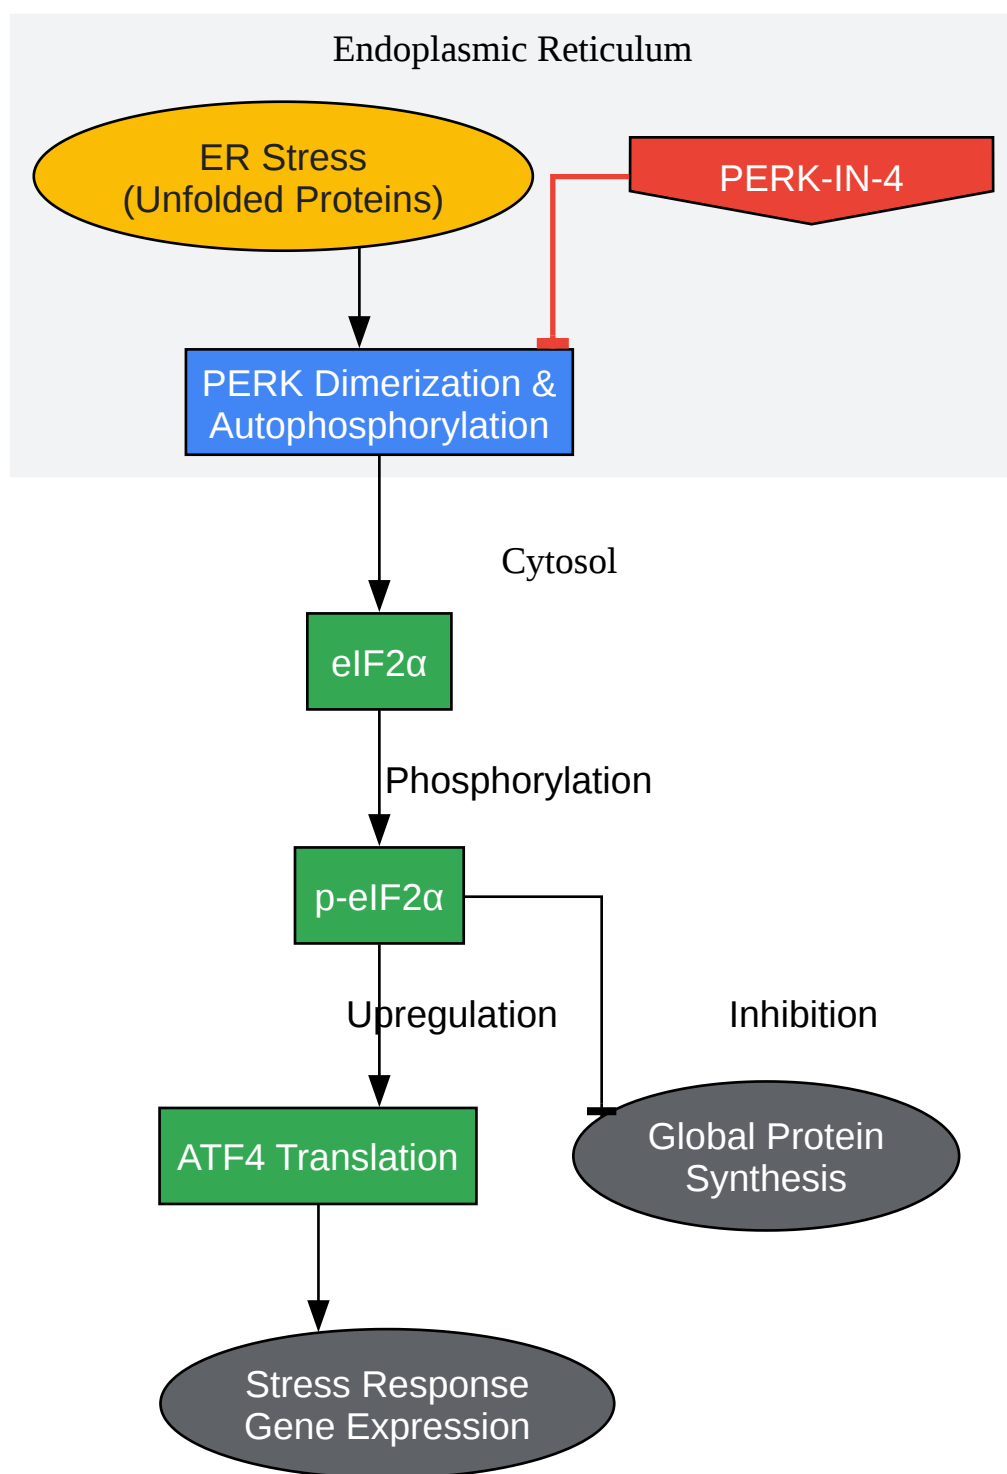 Endoplasmic Reticulum
ER Stress
(Unfolded Proteins)
PERK-IN-4
PERK Dimerization &
Autophosphorylation
Cytosol
eIF2α
Phosphorylation
p-eIF2α
Upregulation
Inhibition
ATF4 Translation
Global Protein
Synthesis
Stress Response
Gene Expression